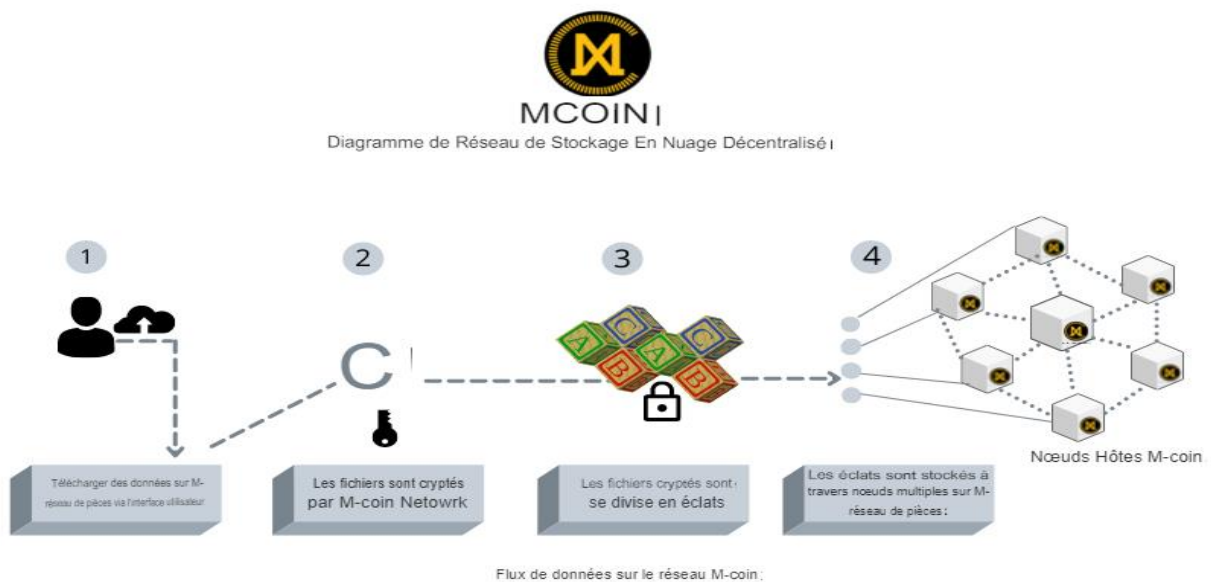 MCOIN
Diagramme de Réseau de Stockage En Nuage Décentralisé
1
2
3
4
C
A
C
B
A
C
B
Nœuds Hôtes M-coin
Télécharger des données sur M-
réseau de pièces via l'interface utilisateur
Les fichiers sont cryptés
par M-coin Netowrk
Les fichiers cryptés sont
se divise en éclats
Les éclats sont stockés à
travers nœuds multiples sur M-
réseau de pièces :
Flux de données sur le réseau M-coin